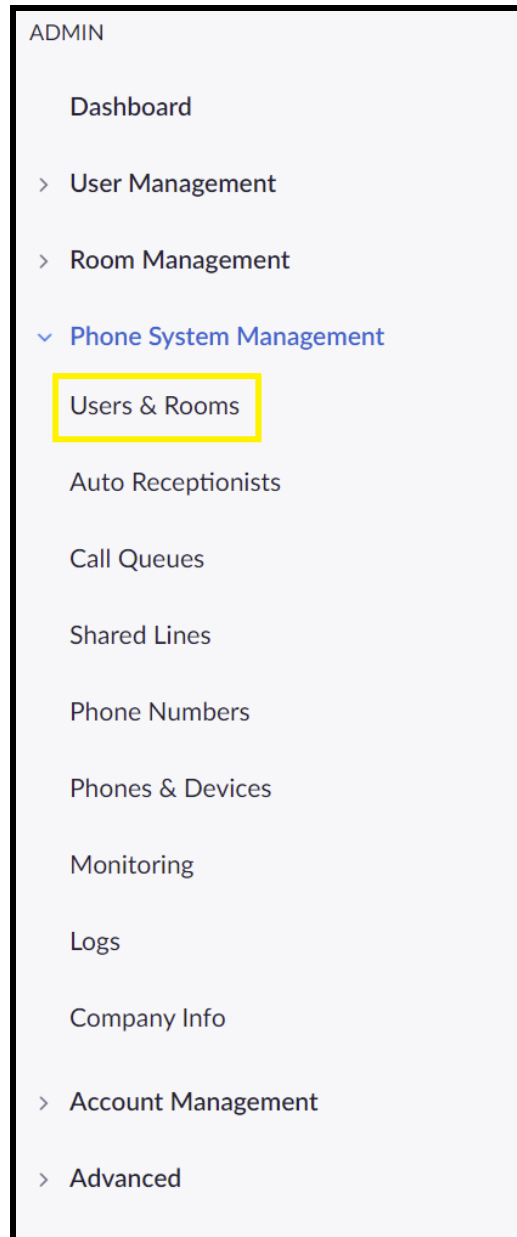 ADMIN
Dashboard
User Management
Room Management
Phone System Management
Users & Rooms
Auto Receptionists
Call Queues
Shared Lines
Phone Numbers
Phones & Devices
Monitoring
Logs
Company Info
Account Management
Advanced